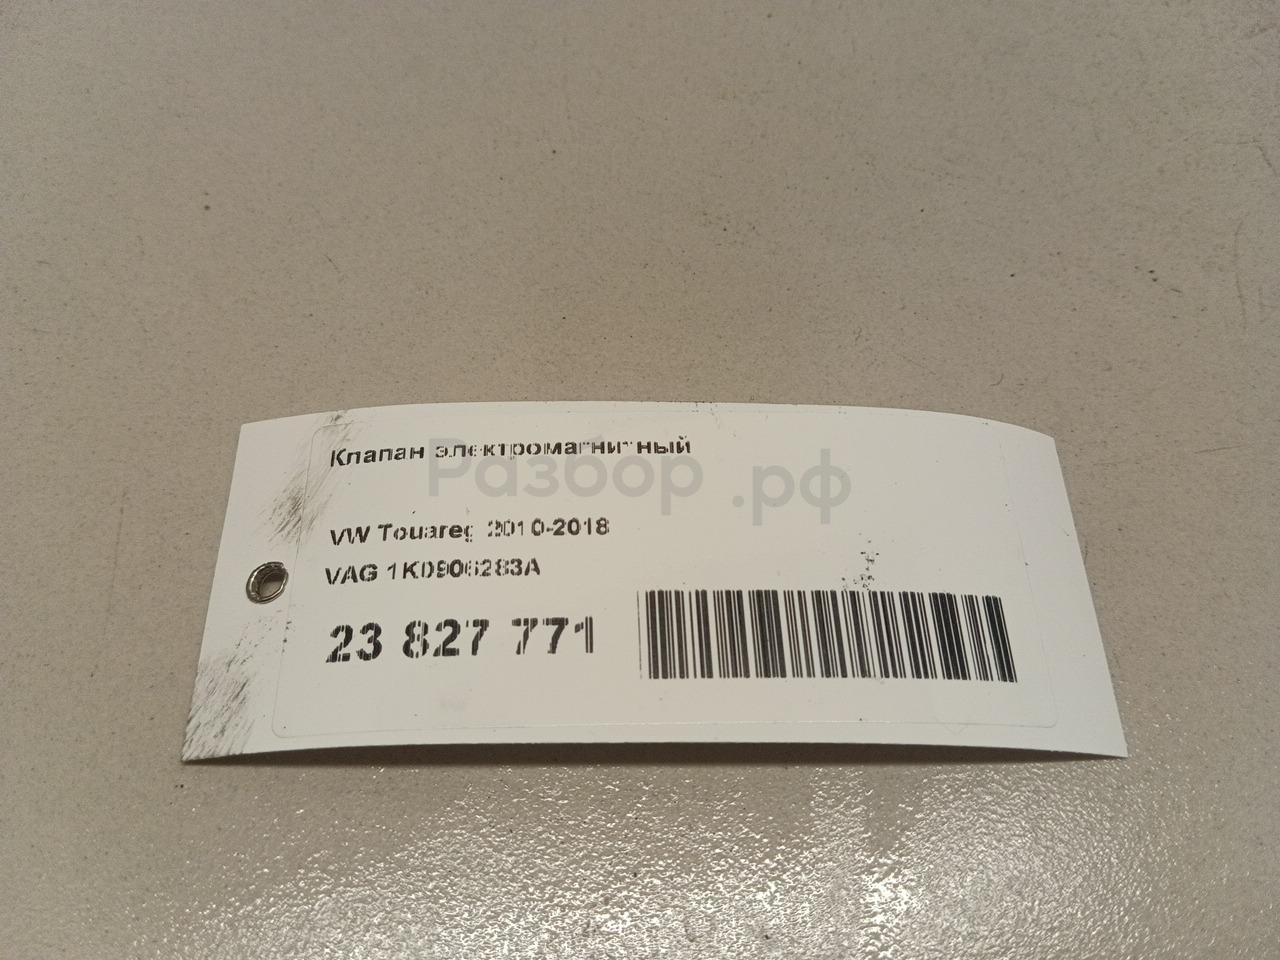 Клапан электромагнитный
Разбор.рф
VW Touareg 2010-2018
VAG 1K0906283A
23 827 771